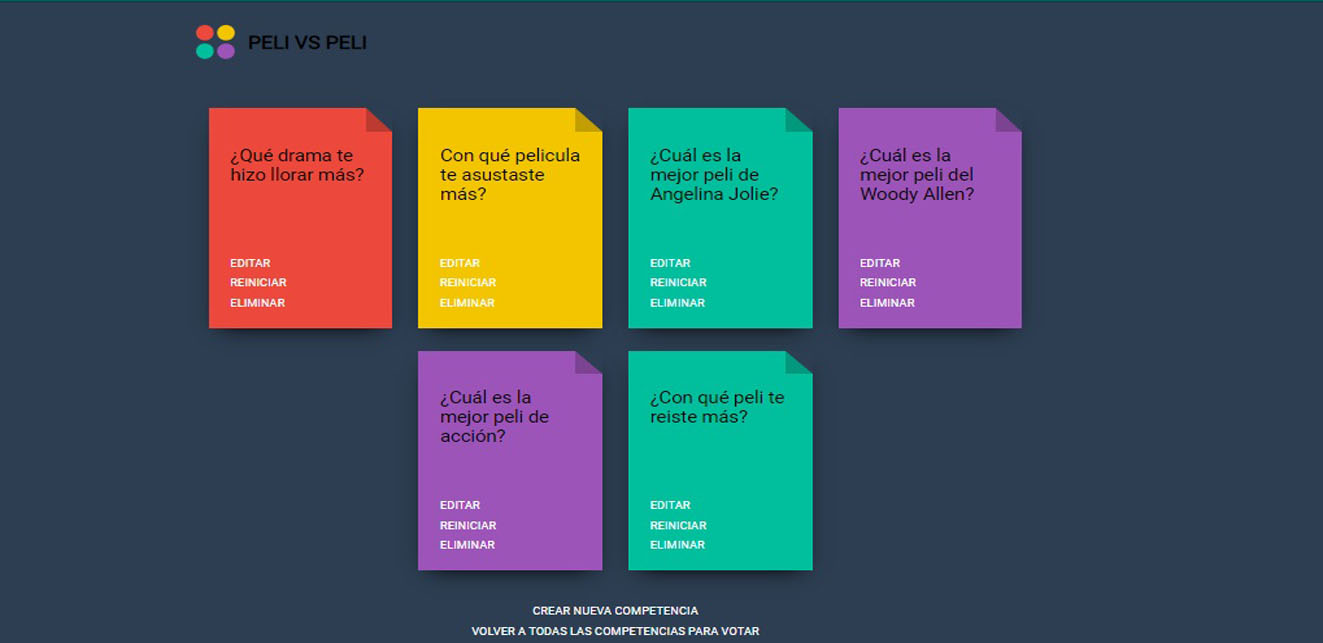 PELI VS PELI
¿Qué drama te
hizo llorar más?
EDITAR
REINICIAR
ELIMINAR
Con qué pelicula
te asustaste
más?
EDITAR
REINICIAR
ELIMINAR
¿Cuál es la
mejor peli de
Angelina Jolie?
EDITAR
REINICIAR
ELIMINAR
¿Cuál es la
mejor peli del
Woody Allen?
EDITAR
REINICIAR
ELIMINAR
¿Cuál es la
mejor peli de
acción?
EDITAR
REINICIAR
ELIMINAR
¿Con qué peli te
reiste más?
EDITAR
REINICIAR
ELIMINAR
CREAR NUEVA COMPETENCIA
VOLVER A TODAS LAS COMPETENCIAS PARA VOTAR